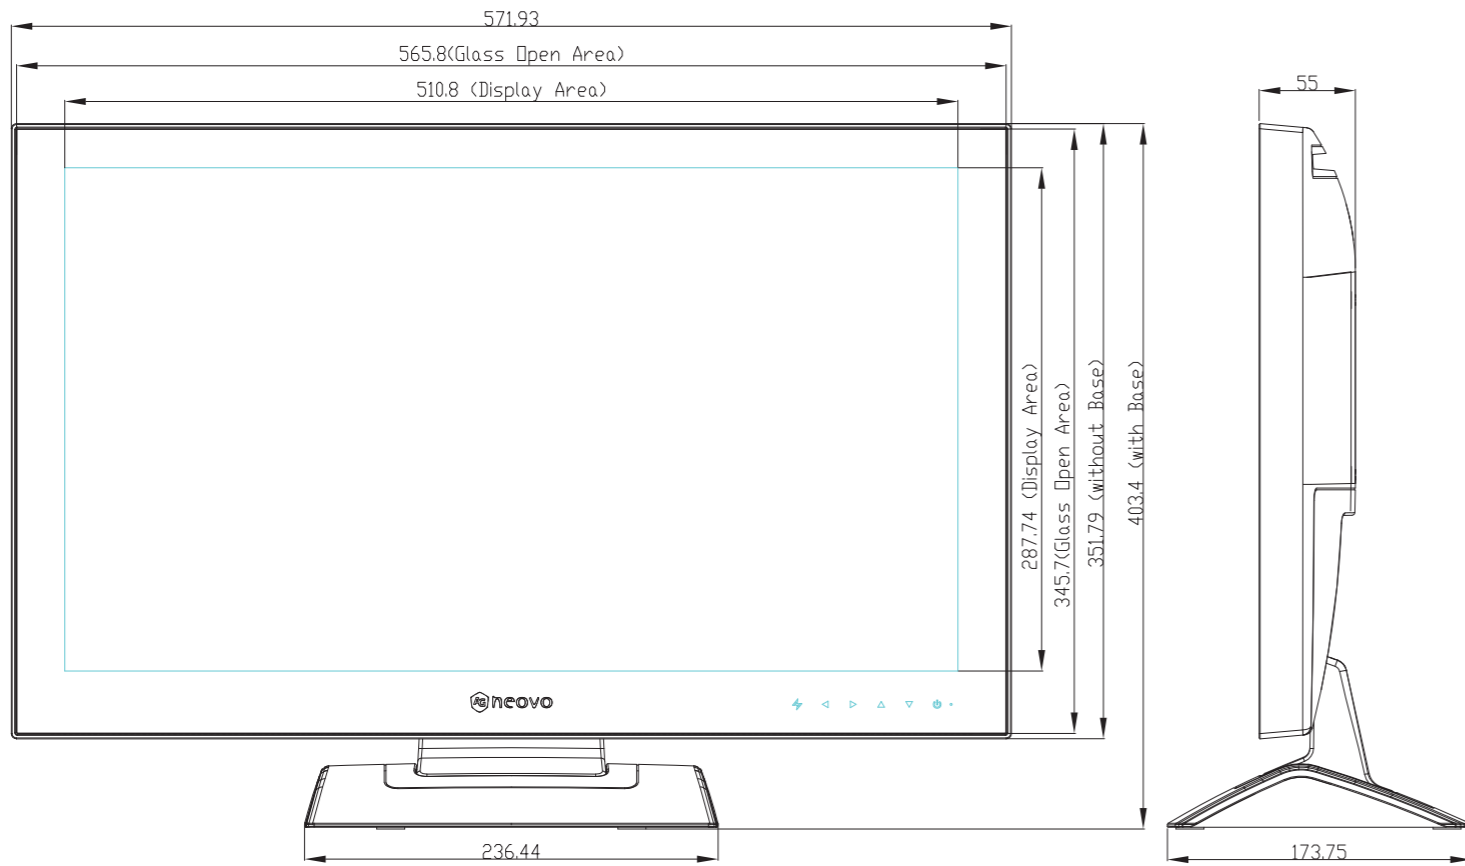 571.93
565.8(Glass Open Area)
510.8 (Display Area)
55
287.74 (Display Area)
345.7(Glass Open Area)
351.79 (without Base)
403.4 (with Base)
AG neovo
236.44
173.75